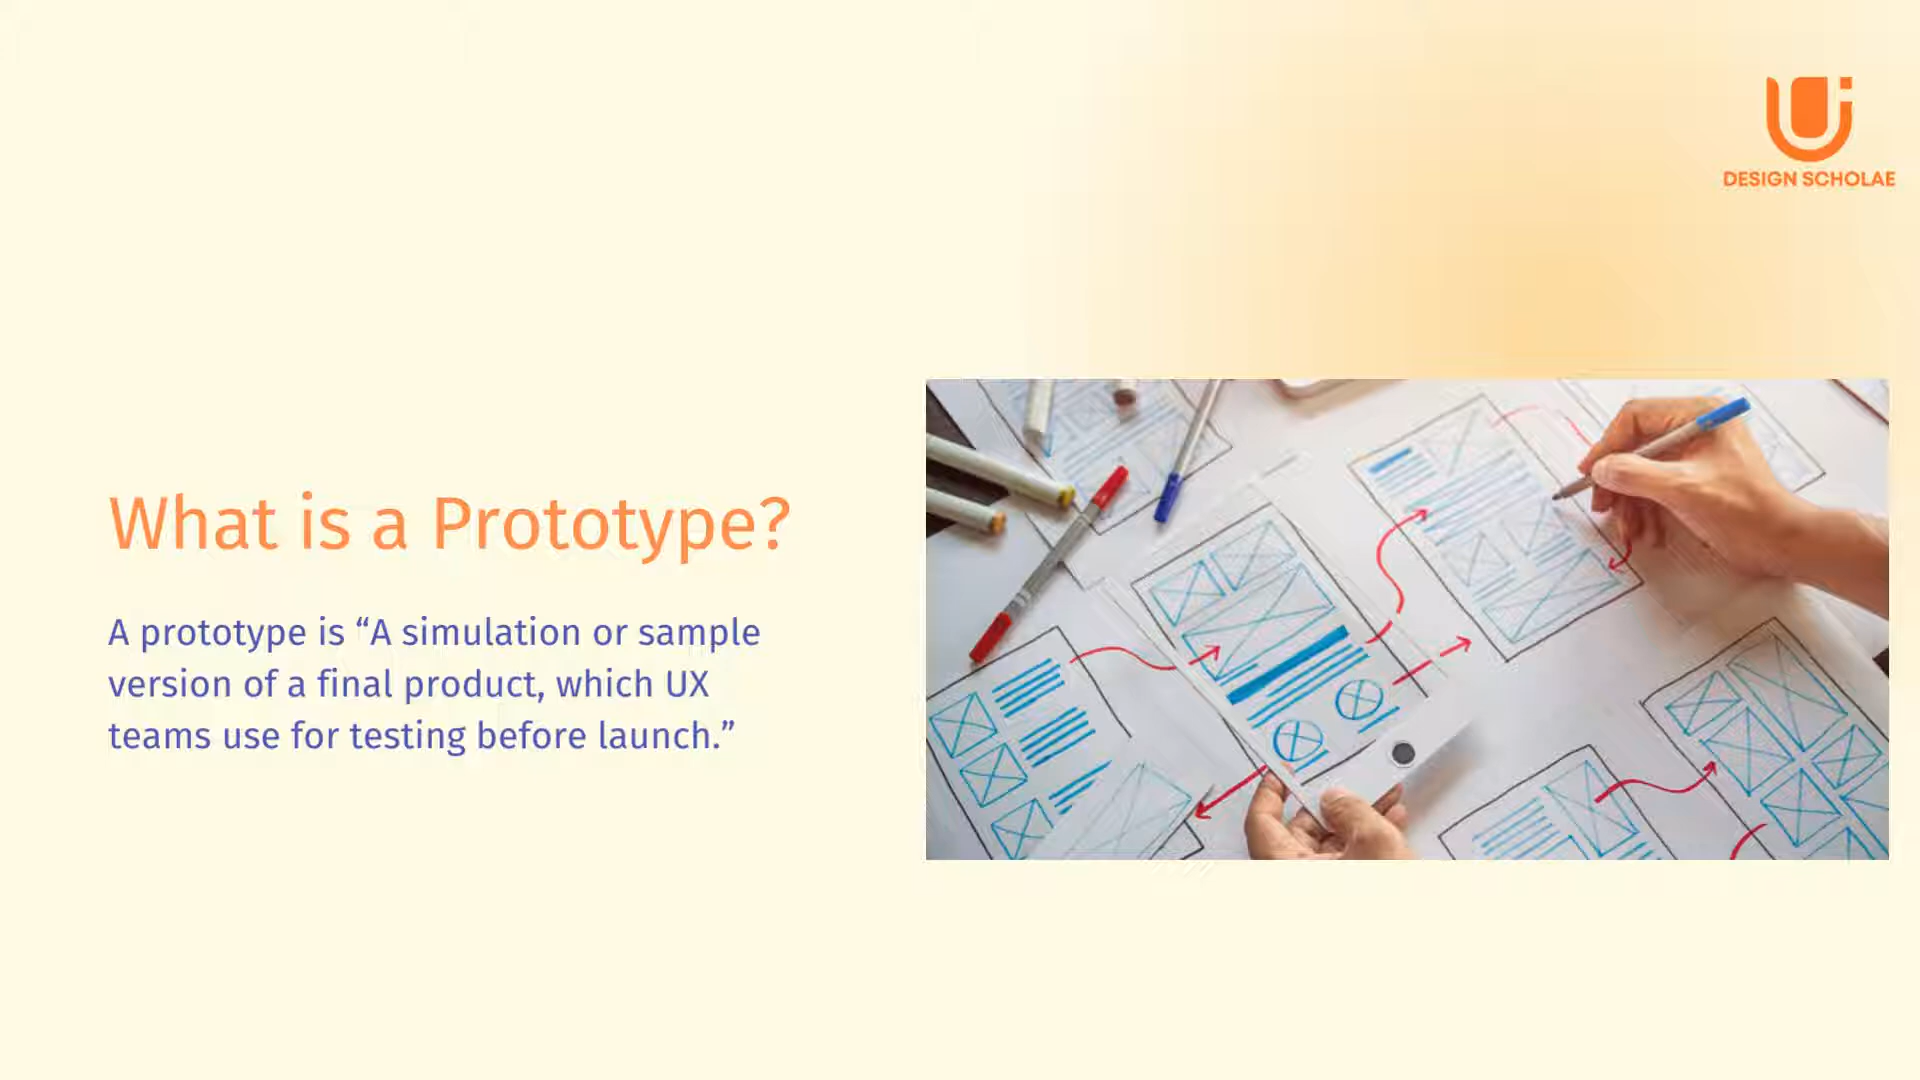 DESIGN SCHOLAE
What is a Prototype?
A prototype is “A simulation or sample
version of a final product, which UX
teams use for testing before launch.”